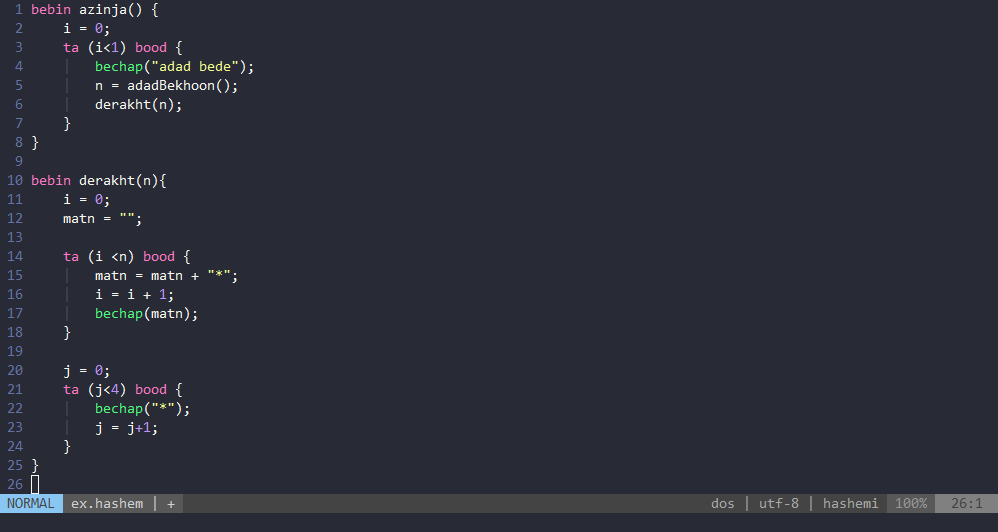 1 bebin azinja() {
2     i = 0;
3     ta (i<1) bood {
4         bechap("adad bede");
5         n = adadBekhoon();
6         derakht(n);
7     }
8 }
9
10 bebin derakht(n){
11     i = 0;
12     matn = "";
13
14     ta (i <n) bood {
15         matn = matn + "*";
16         i = i + 1;
17         bechap(matn);
18     }
19
20     j = 0;
21     ta (j<4) bood {
22         bechap("*");
23         j = j+1;
24     }
25 }
26
NORMAL ex.hashem | + dos | utf-8 | hashemi 100% 26:1